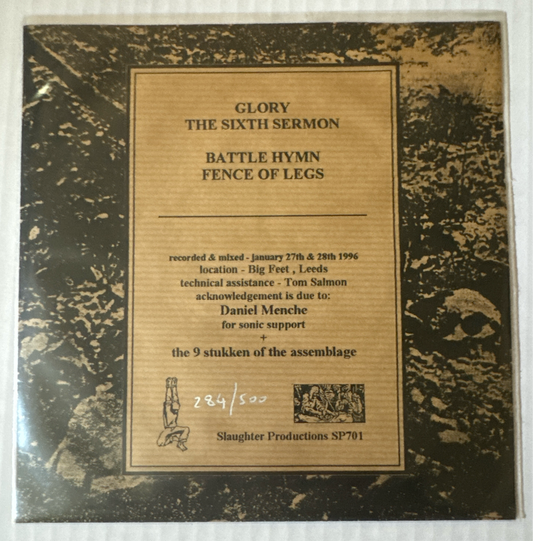 GLORY
THE SIXTH SERMON
BATTLE HYMN
FENCE OF LEGS
recorded & mixed - january 27th & 28th 1996
location - Big Feet , Leeds
technical assistance - Tom Salmon
acknowledgement is due to:
Daniel Menche
for sonic support
+
the 9 stukken of the assemblage
284/500
Slaughter Productions SP701